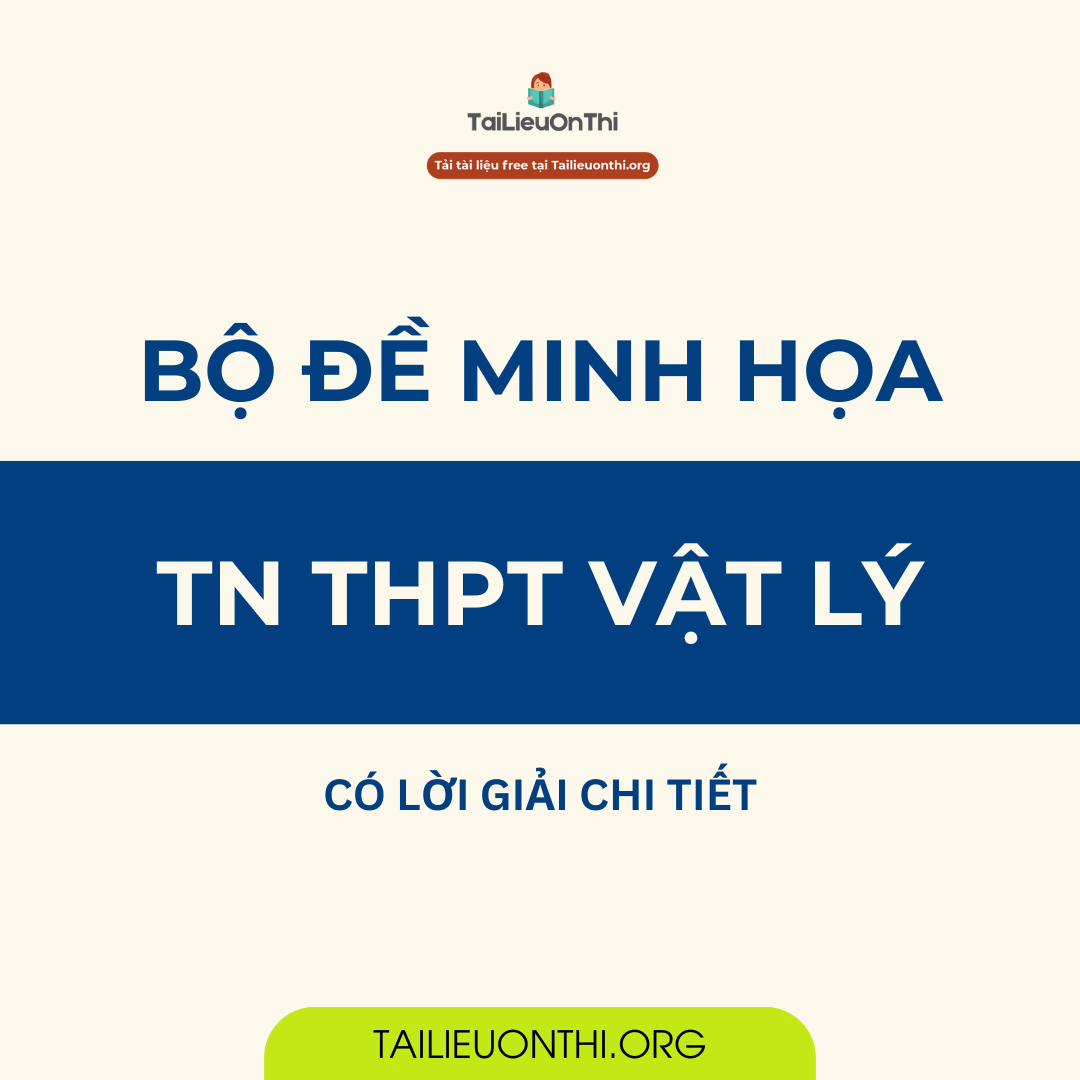 TaiLieuOnThi
Tải tài liệu free tại Tailieuonthi.org
BỘ ĐỀ MINH HỌA
TN THPT VẬT LÝ
CÓ LỜI GIẢI CHI TIẾT
TAILIEUONTHI.ORG